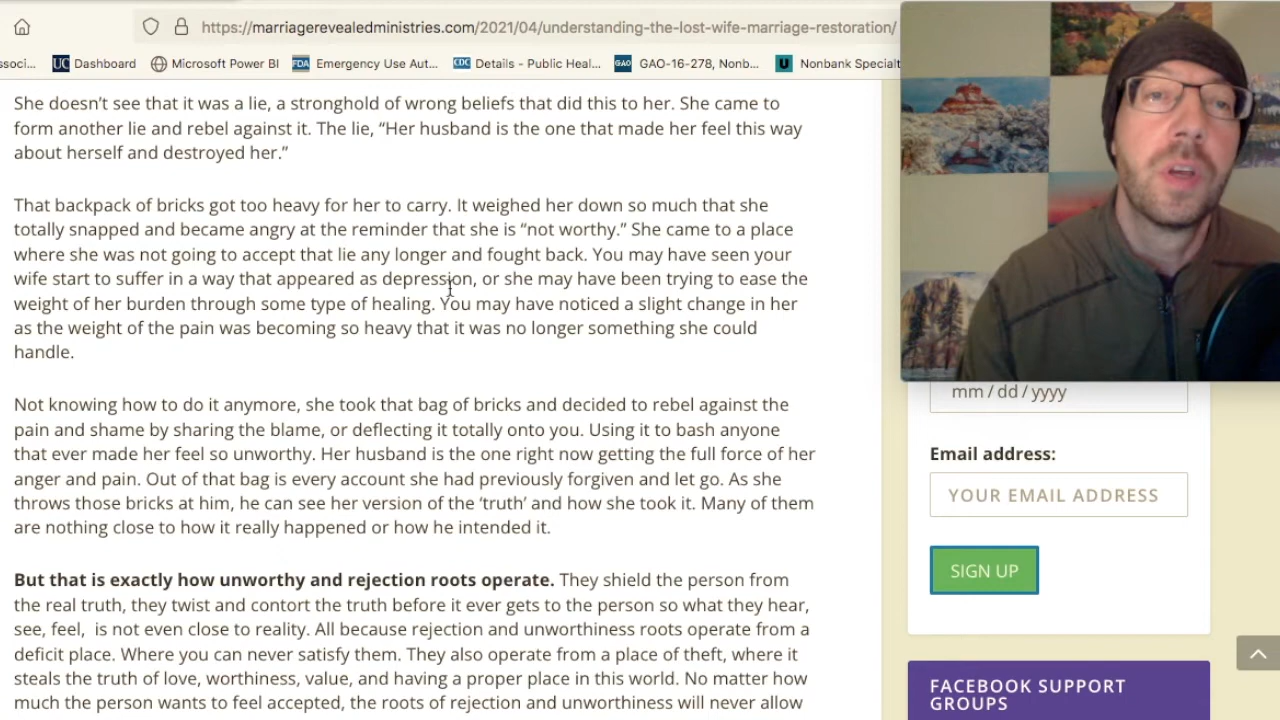 https://marriagerevealedministries.com/2021/04/understanding-the-lost-wife-marriage-restoration/
soci... UC Dashboard Microsoft Power BI FDA Emergency Use Aut... CDC Details - Public Heal... GAO GAO-16-278, Nonb... U Nonbank Specialt
She doesn’t see that it was a lie, a stronghold of wrong beliefs that did this to her. She came to
form another lie and rebel against it. The lie, “Her husband is the one that made her feel this way
about herself and destroyed her.”
That backpack of bricks got too heavy for her to carry. It weighed her down so much that she
totally snapped and became angry at the reminder that she is “not worthy.” She came to a place
where she was not going to accept that lie any longer and fought back. You may have seen your
wife start to suffer in a way that appeared as depression, or she may have been trying to ease the
weight of her burden through some type of healing. You may have noticed a slight change in her
as the weight of the pain was becoming so heavy that it was no longer something she could
handle.
Not knowing how to do it anymore, she took that bag of bricks and decided to rebel against the
pain and shame by sharing the blame, or deflecting it totally onto you. Using it to bash anyone
that ever made her feel so unworthy. Her husband is the one right now getting the full force of her
anger and pain. Out of that bag is every account she had previously forgiven and let go. As she
throws those bricks at him, he can see her version of the ‘truth’ and how she took it. Many of them
are nothing close to how it really happened or how he intended it.
But that is exactly how unworthy and rejection roots operate. They shield the person from
the real truth, they twist and contort the truth before it ever gets to the person so what they hear,
see, feel, is not even close to reality. All because rejection and unworthiness roots operate from a
deficit place. Where you can never satisfy them. They also operate from a place of theft, where it
steals the truth of love, worthiness, value, and having a proper place in this world. No matter how
much the person wants to feel accepted, the roots of rejection and unworthiness will never allow
mm / dd / yyyy
Email address:
YOUR EMAIL ADDRESS
SIGN UP
FACEBOOK SUPPORT
GROUPS